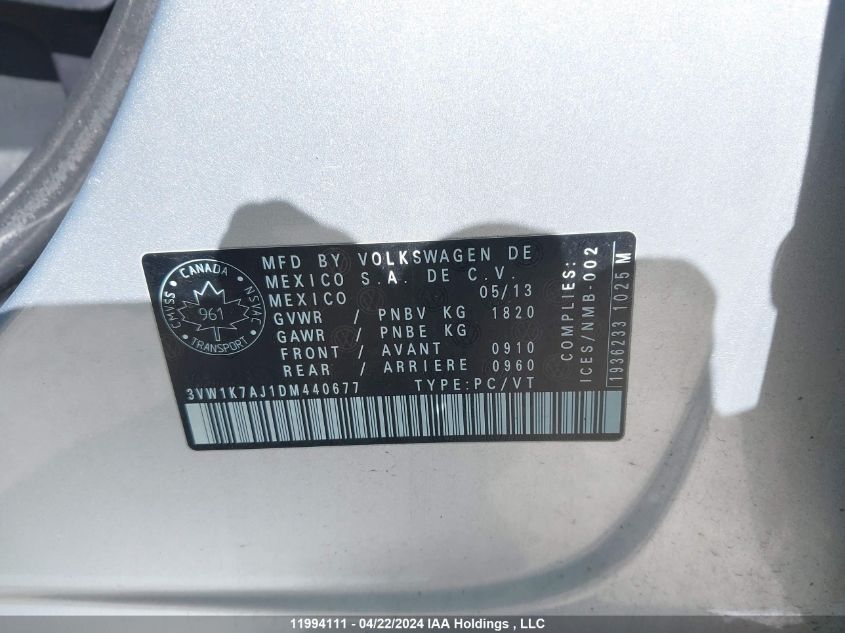 CANADA
CMVSS
NSVAC
961
TRANSPORT
MFD BY VOLKSWAGEN DE
MEXICO S.A. DE C.V.
MEXICO 05/13
GVWR / PNBV KG 1820
GAWR / PNBE KG
FRONT / AVANT 0910
REAR / ARRIERE 0960
3VW1K7AJ1DM440677 TYPE:PC/VT
COMPLIES:
ICES/NMB-002
1936233 1025 M
11994111 - 04/22/2024 IAA Holdings , LLC